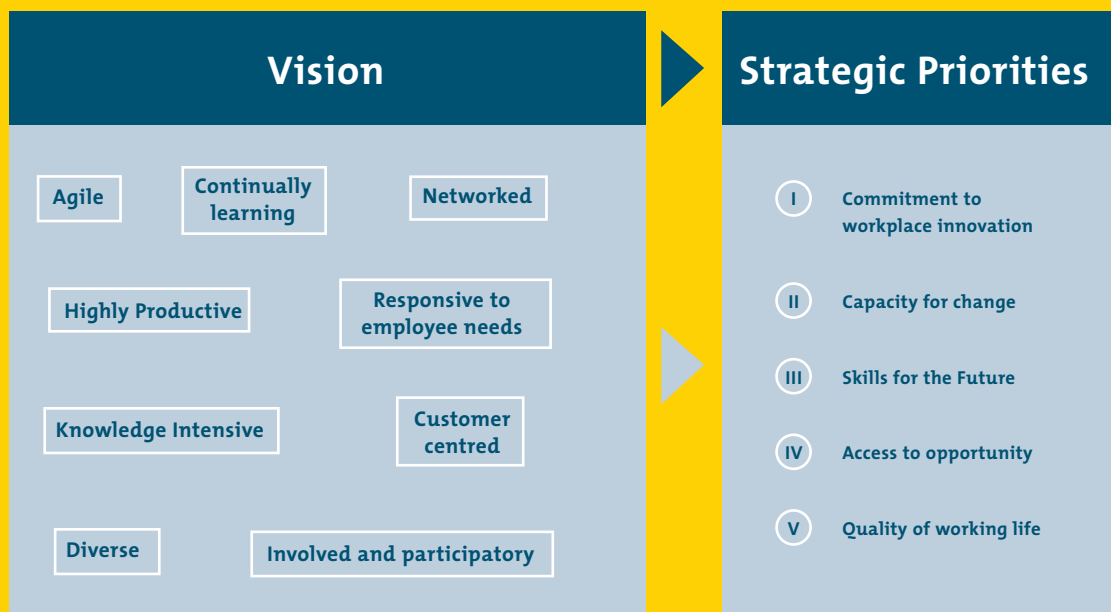 Vision
Agile
Continually
learning
Networked
Highly Productive
Responsive to
employee needs
Knowledge Intensive
Customer
centred
Diverse
Involved and participatory
Strategic Priorities
I Commitment to
workplace innovation
II Capacity for change
III Skills for the Future
IV Access to opportunity
V Quality of working life